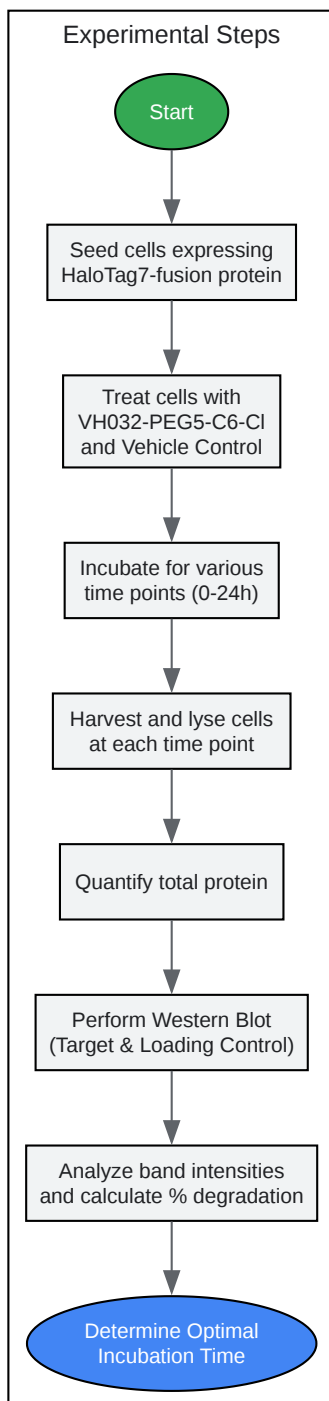 Experimental Steps
Start
Seed cells expressing
HaloTag7-fusion protein
Treat cells with
VH032-PEG5-C6-Cl
and Vehicle Control
Incubate for various
time points (0-24h)
Harvest and lyse cells
at each time point
Quantify total protein
Perform Western Blot
(Target & Loading Control)
Analyze band intensities
and calculate % degradation
Determine Optimal
Incubation Time